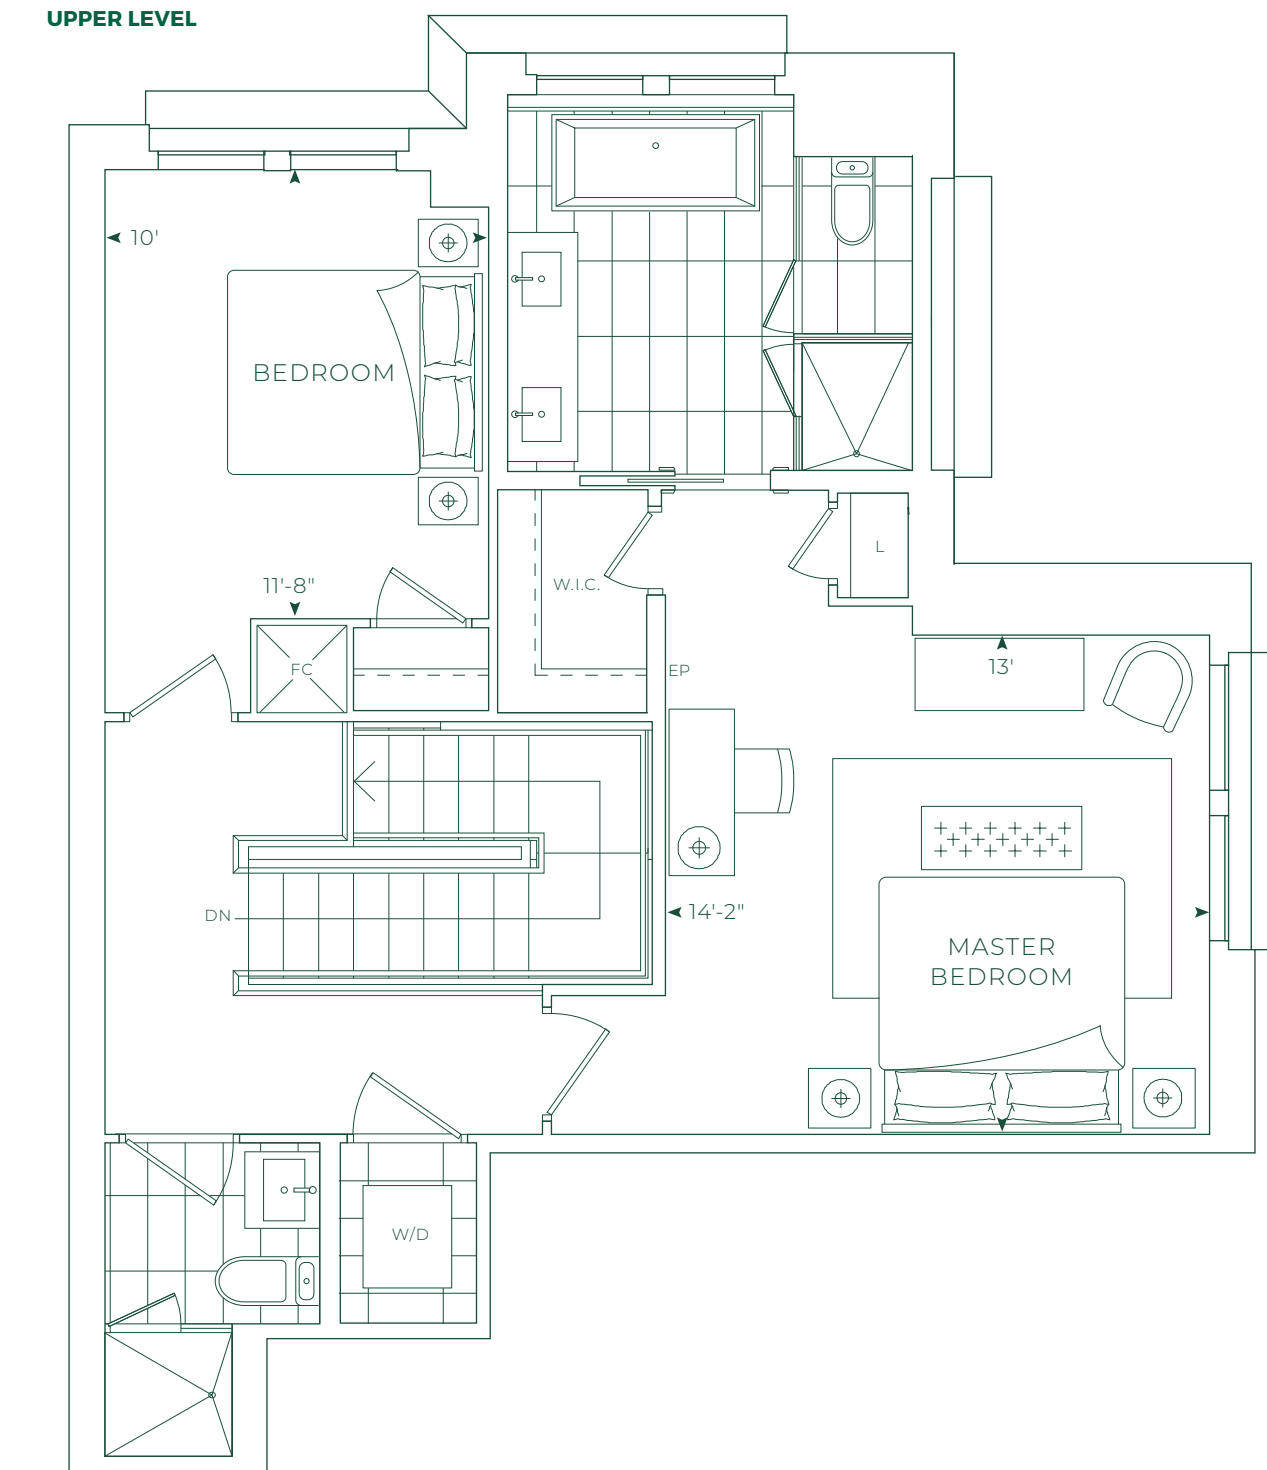 UPPER LEVEL
10'
BEDROOM
11'-8"
W.I.C.
L
FC
EP
13'
DN
14'-2"
MASTER
BEDROOM
W/D